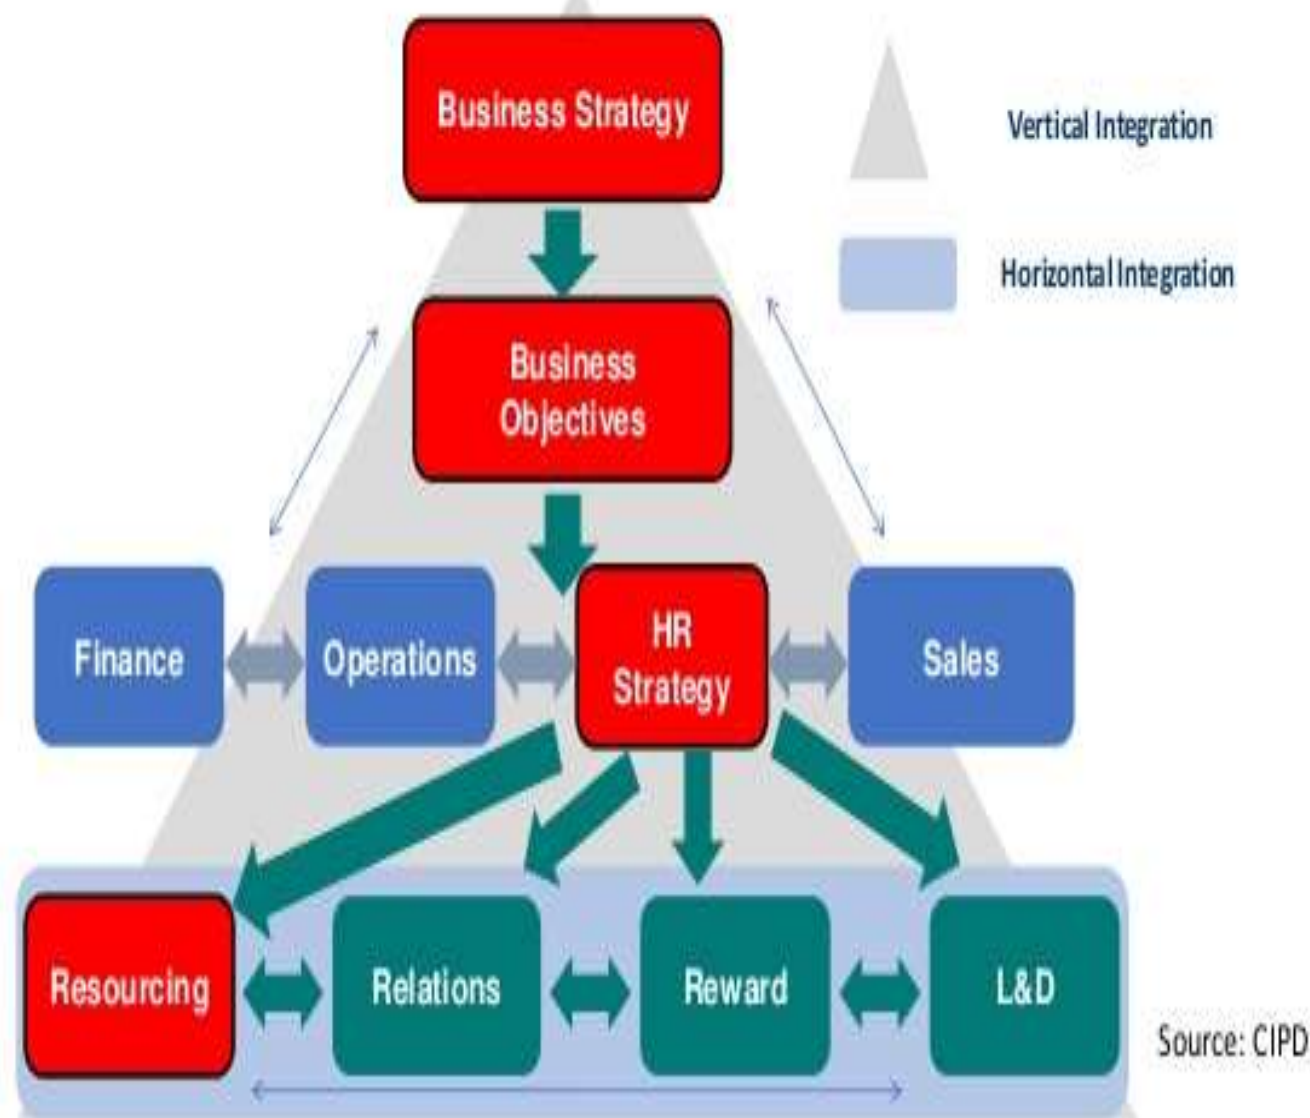 Business Strategy
Vertical Integration
Horizontal Integration
Business
Objectives
Finance
Operations
HR
Strategy
Sales
Resourcing
Relations
Reward
L&D
Source: CIPD